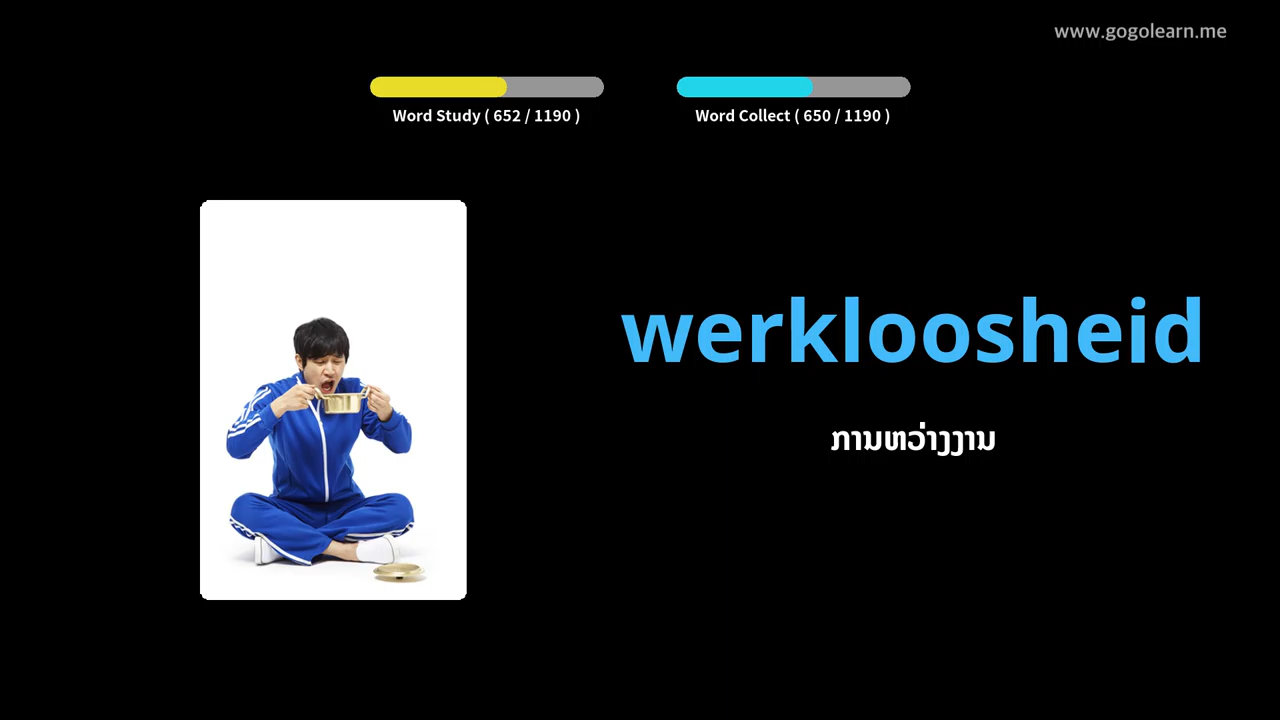 www.gogolearn.me
Word Study ( 652 / 1190 )
Word Collect ( 650 / 1190 )
werkloosheid
ການຫວ່າງງານ